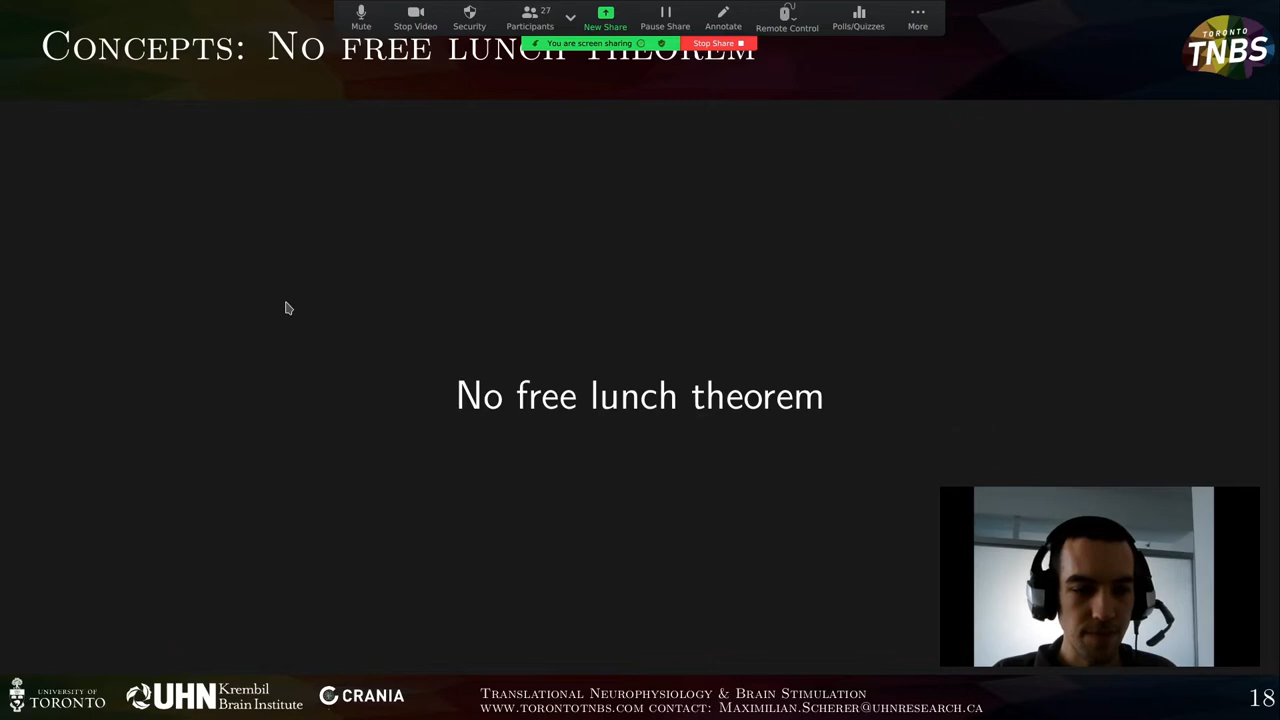 Mute
Stop Video
Security
Participants
27
New Share
Pause Share
Annotate
Remote Control
Polls/Quizzes
More
You are screen sharing
Stop Share
Concepts: No free lunch theorem
TORONTO
TNBS
No free lunch theorem
UNIVERSITY OF
TORONTO
UHN
Krembil
Brain Institute
CRANIA
Translational Neurophysiology & Brain Stimulation
www.torontotnbs.com contact: Maximilian.Scherer@uhnresearch.ca
18